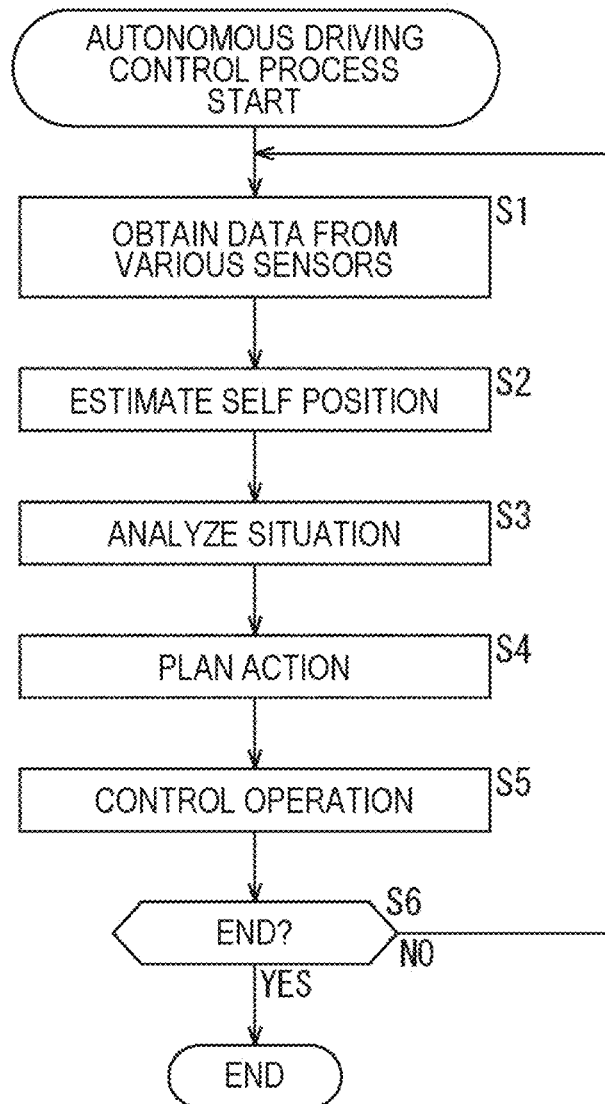 AUTONOMOUS DRIVING
CONTROL PROCESS
START
S1
OBTAIN DATA FROM
VARIOUS SENSORS
S2
ESTIMATE SELF POSITION
S3
ANALYZE SITUATION
S4
PLAN ACTION
S5
CONTROL OPERATION
S6
END?
NO
YES
END